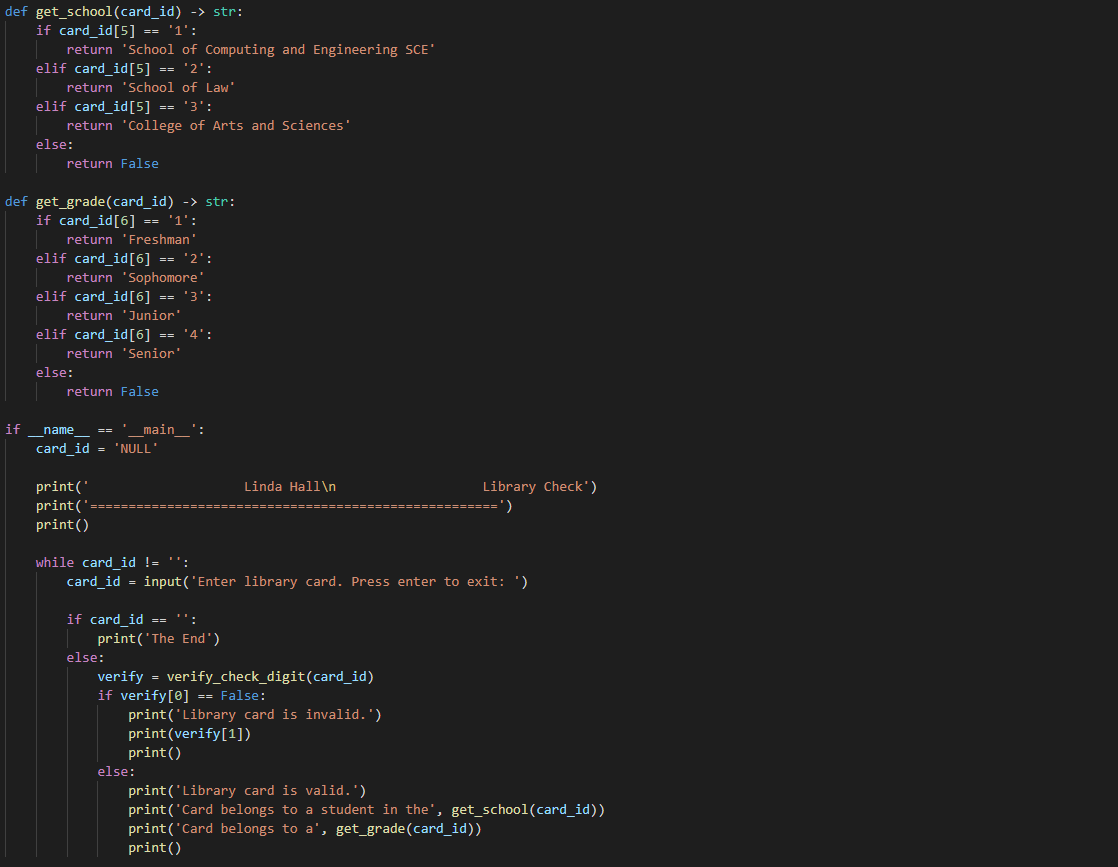 def get_school(card_id) -> str:
    if card_id[5] == '1':
        return 'School of Computing and Engineering SCE'
    elif card_id[5] == '2':
        return 'School of Law'
    elif card_id[5] == '3':
        return 'College of Arts and Sciences'
    else:
        return False

def get_grade(card_id) -> str:
    if card_id[6] == '1':
        return 'Freshman'
    elif card_id[6] == '2':
        return 'Sophomore'
    elif card_id[6] == '3':
        return 'Junior'
    elif card_id[6] == '4':
        return 'Senior'
    else:
        return False

if __name__ == '__main__':
    card_id = 'NULL'

    print('                    Linda Hall\n                   Library Check')
    print('=====================================================')
    print()

    while card_id != '':
        card_id = input('Enter library card. Press enter to exit: ')

        if card_id == '':
            print('The End')
        else:
            verify = verify_check_digit(card_id)
            if verify[0] == False:
                print('Library card is invalid.')
                print(verify[1])
                print()
            else:
                print('Library card is valid.')
                print('Card belongs to a student in the', get_school(card_id))
                print('Card belongs to a', get_grade(card_id))
                print()